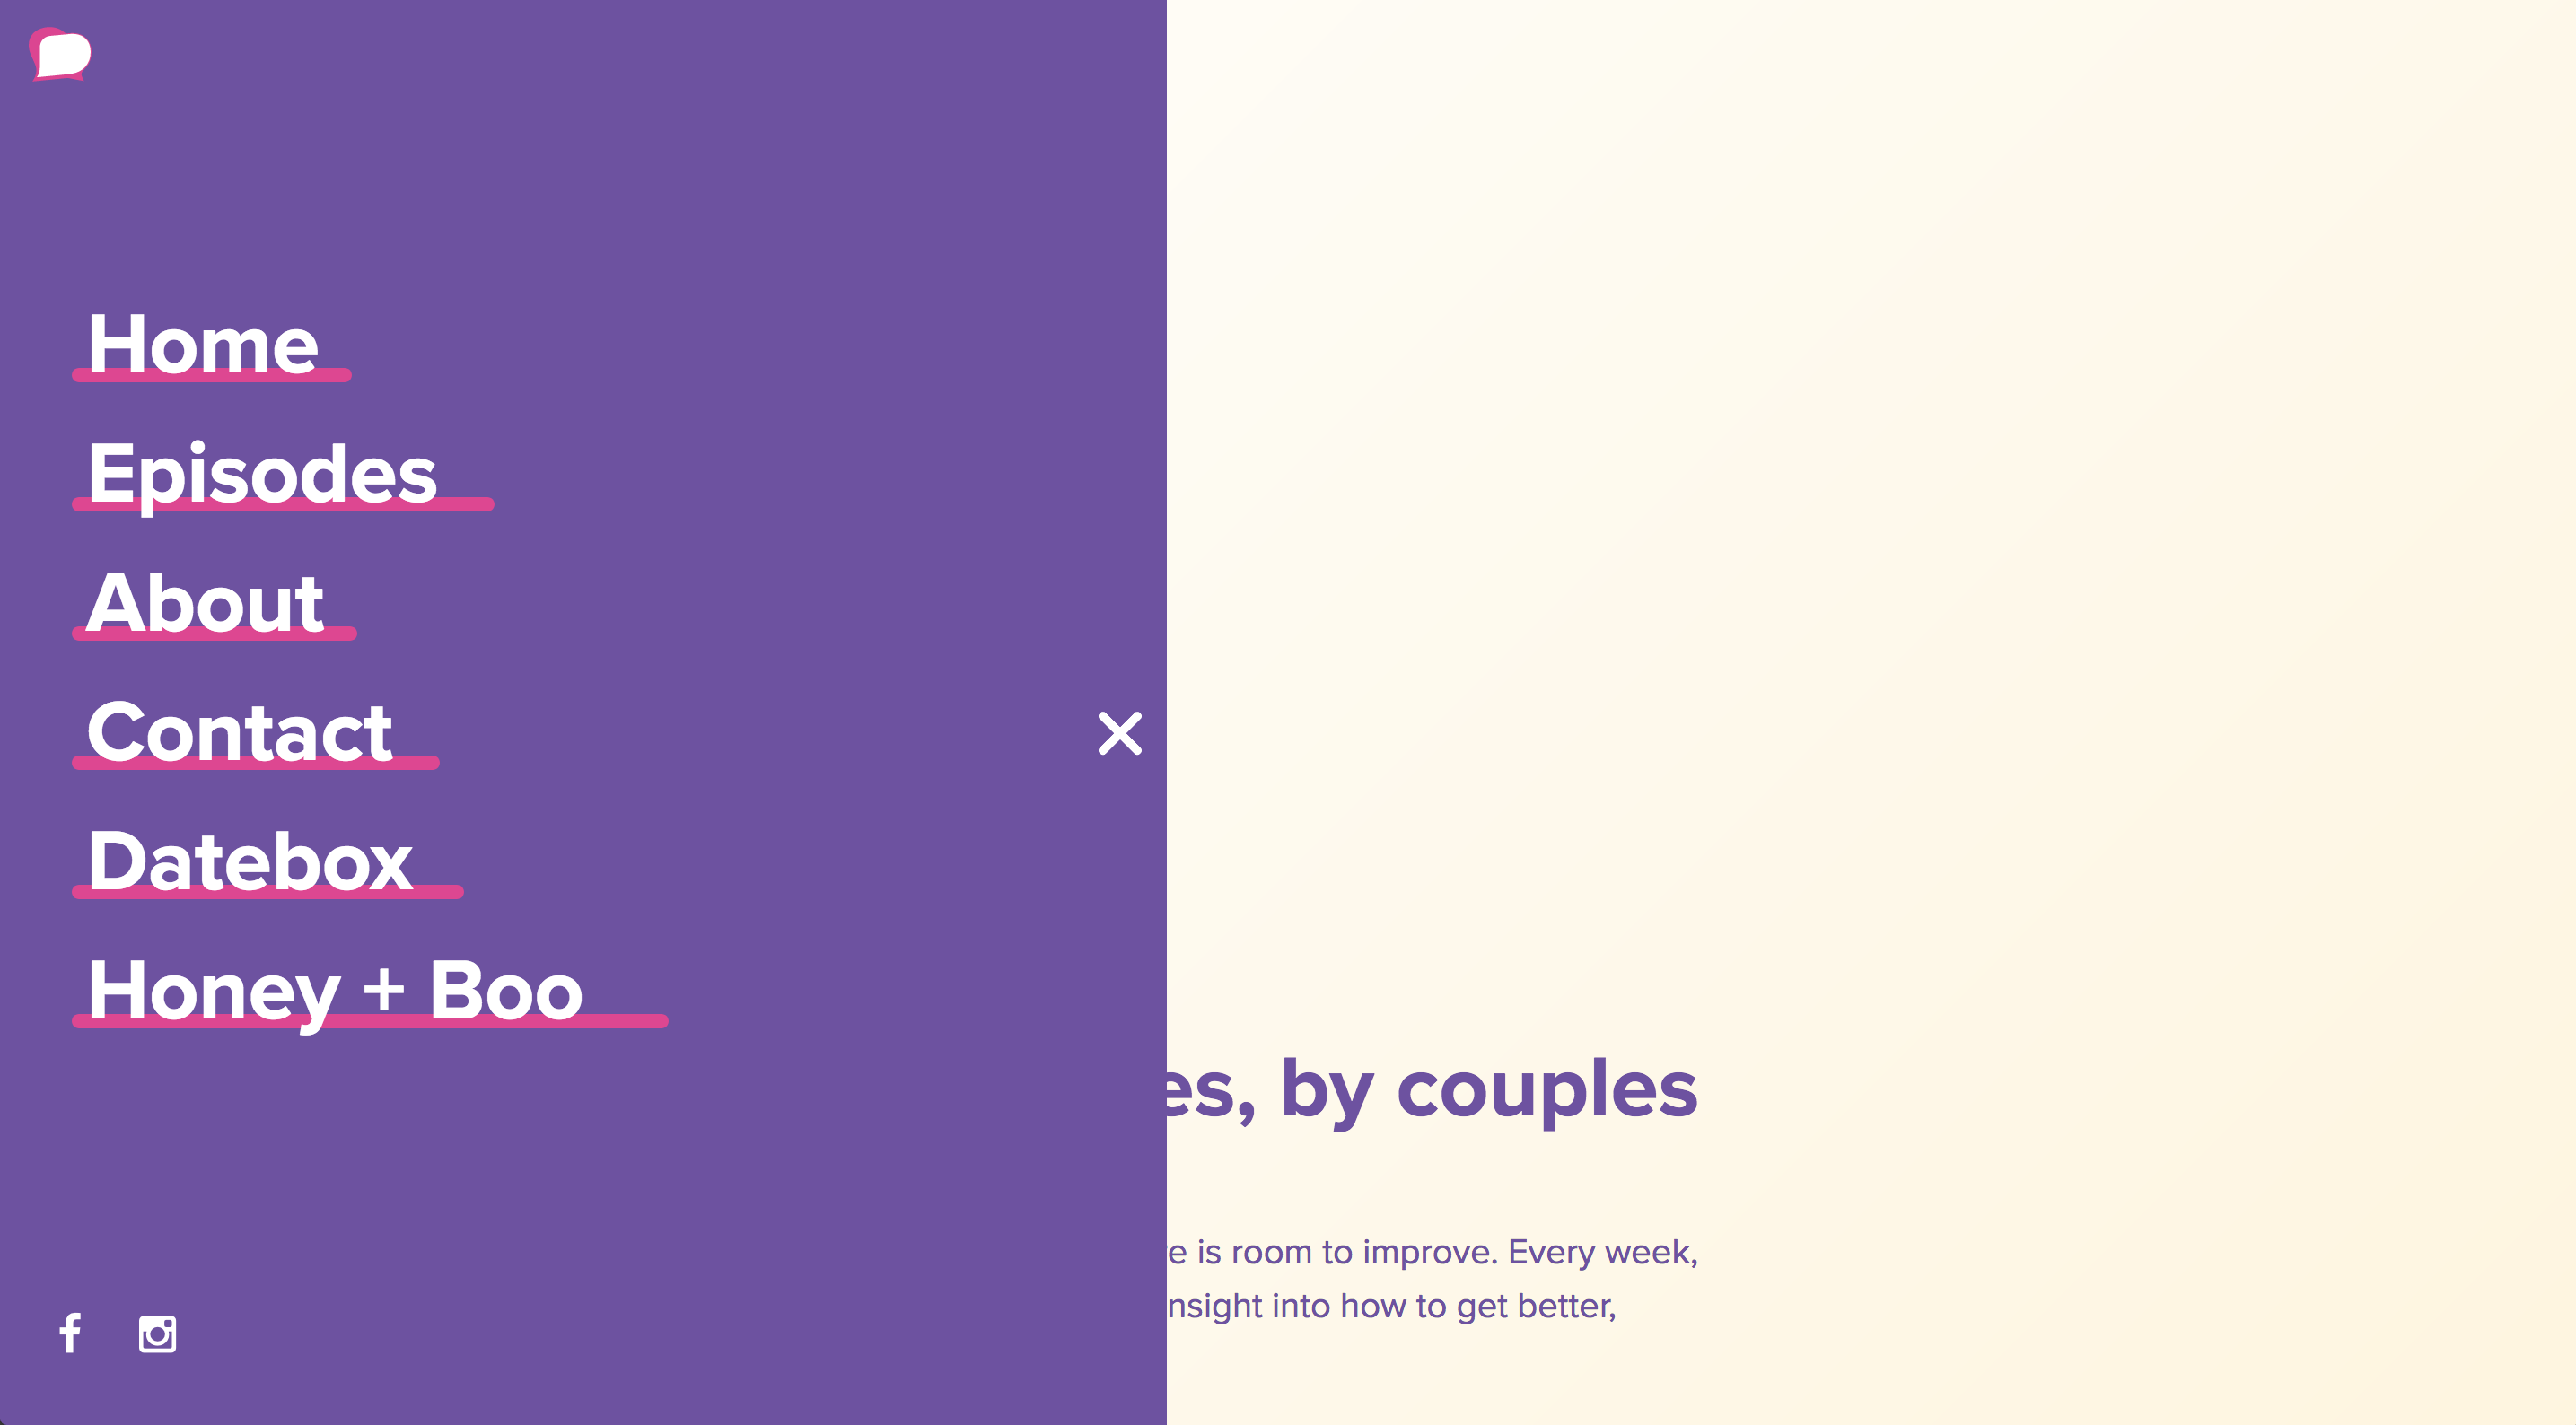 Home
Episodes
About
Contact
Datebox
Honey + Boo
es, by couples
e is room to improve. Every week,
nsight into how to get better,